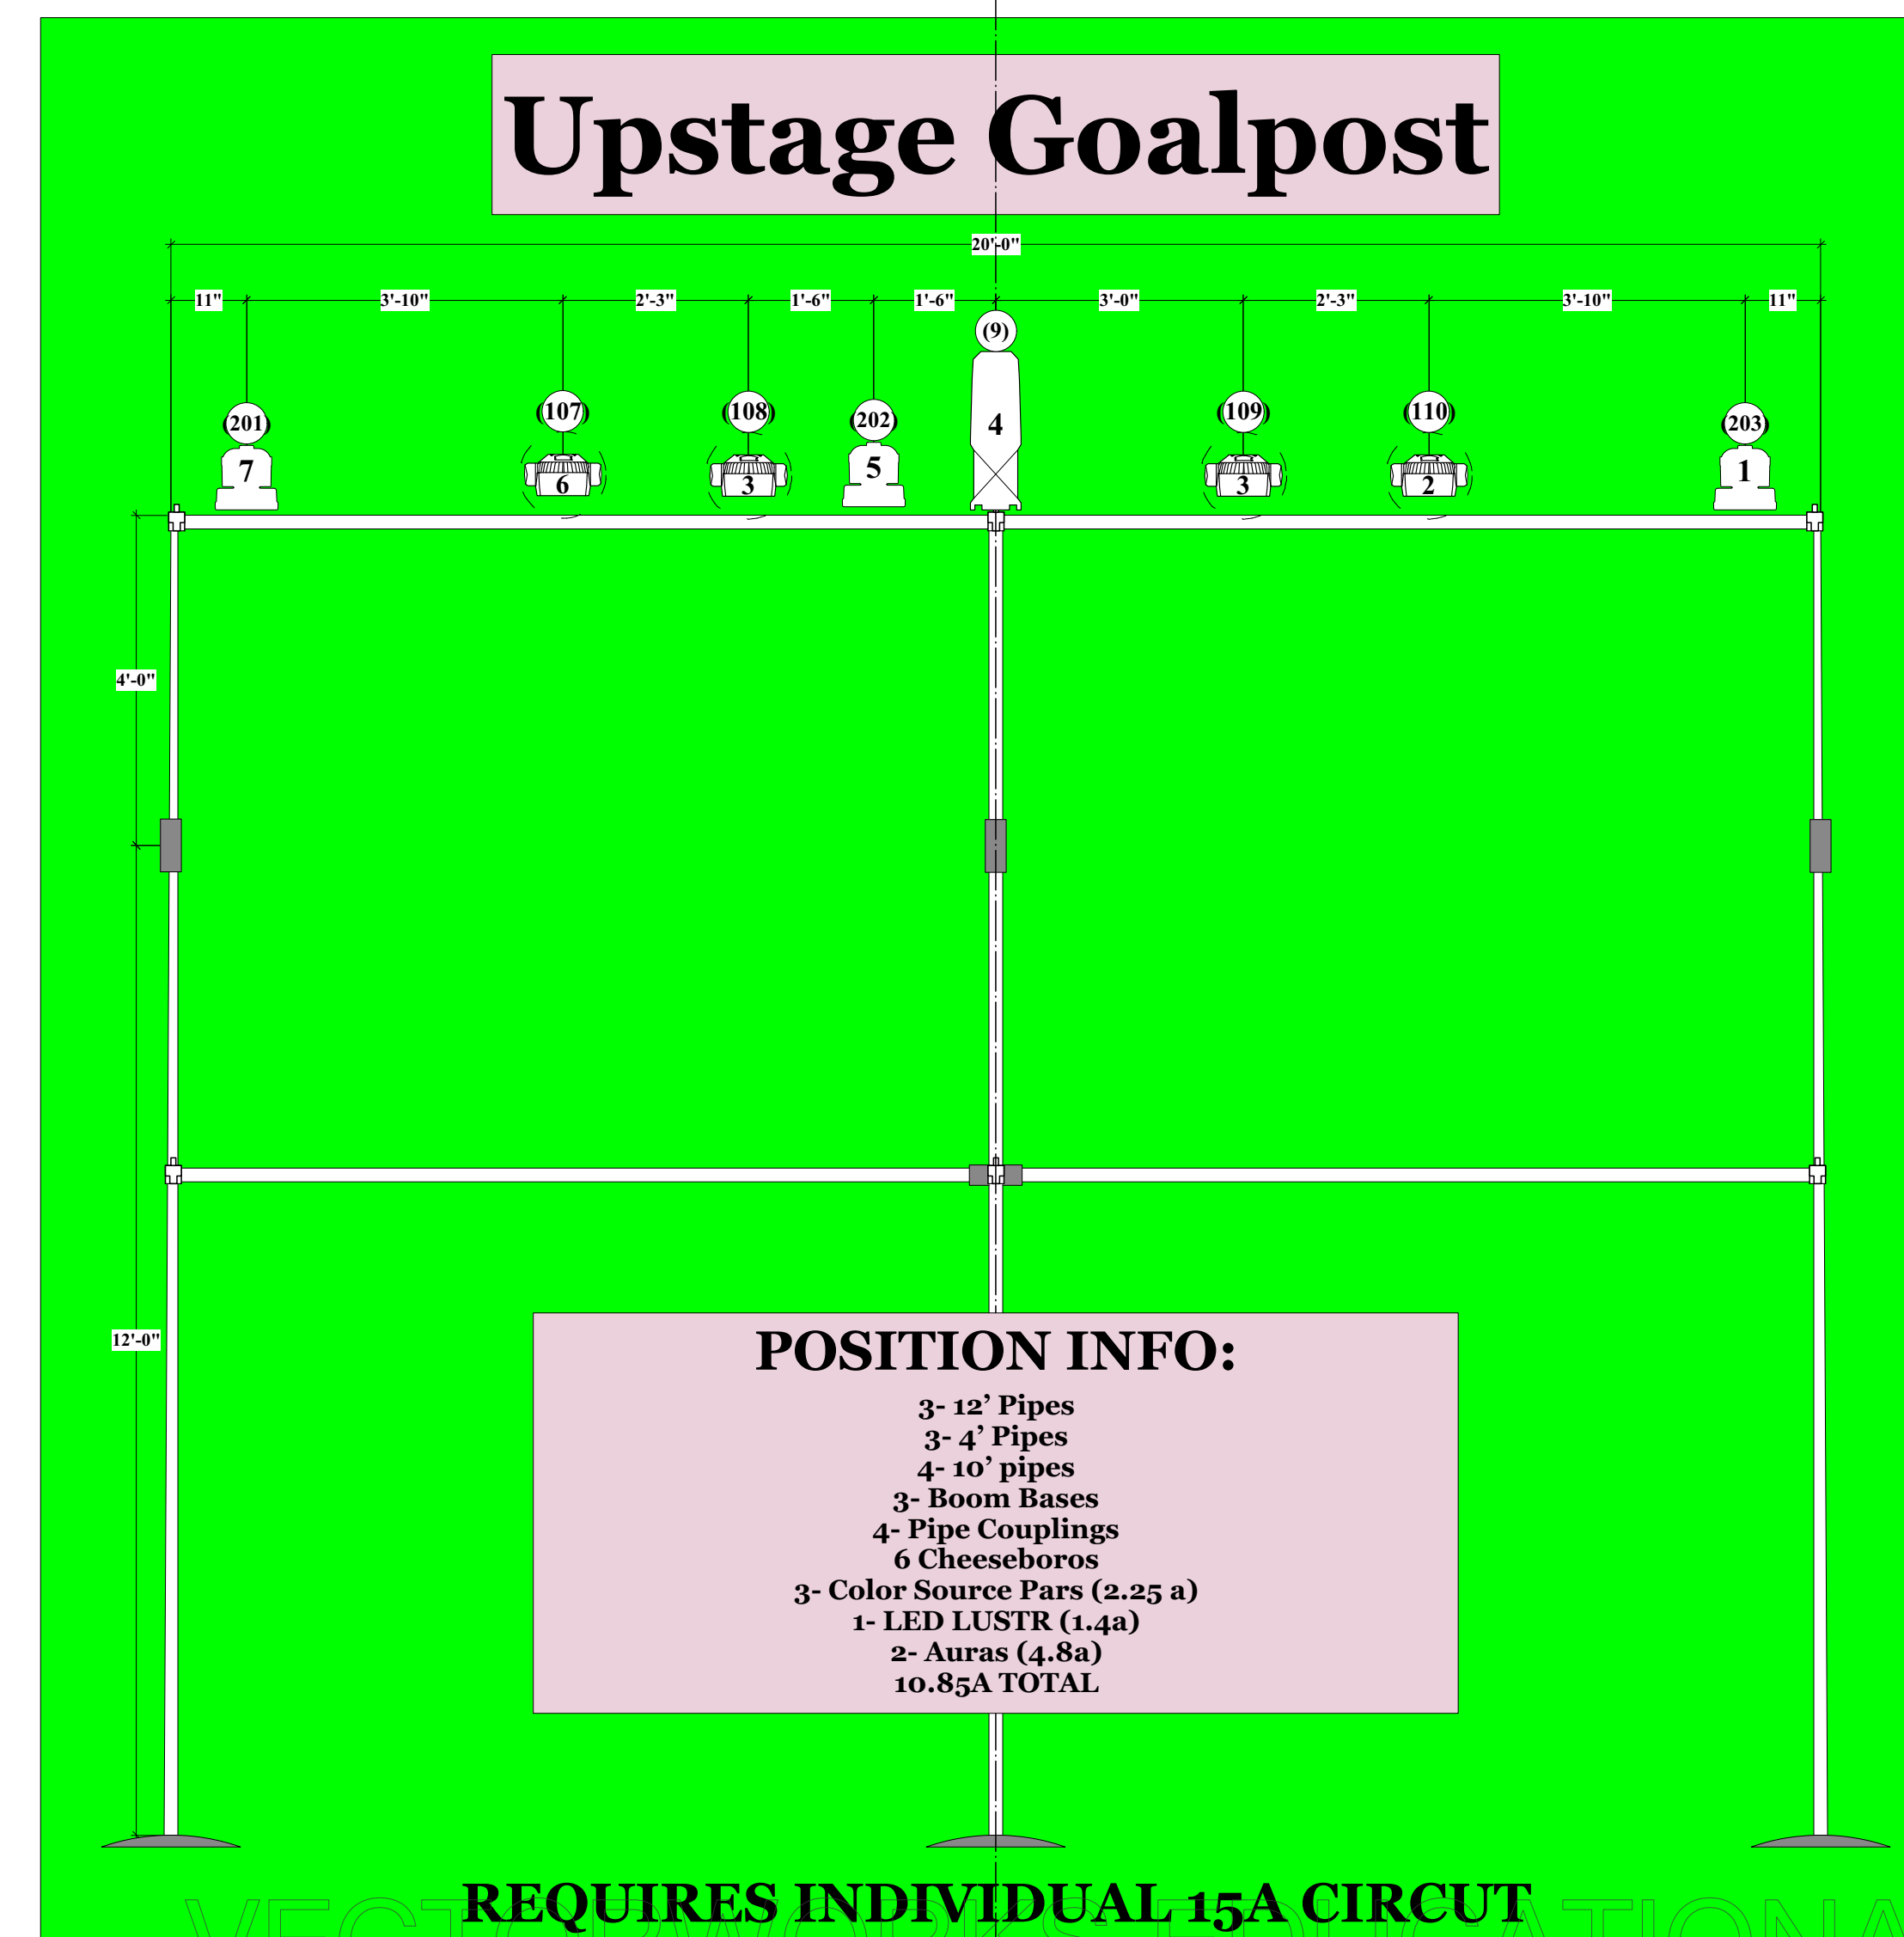 Upstage Goalpost
20'-0"
11" 3'-10" 2'-3" 1'-6" 1'-6" 3'-0" 2'-3" 3'-10" 11"
(9)
(201) (107) (108) (202) (109) (110) (203)
4
7 6 3 5 3 2 1
4'-0"
12'-0"
POSITION INFO:
3- 12’ Pipes
3- 4’ Pipes
4- 10’ pipes
3- Boom Bases
4- Pipe Couplings
6 Cheeseboros
3- Color Source Pars (2.25 a)
1- LED LUSTR (1.4a)
2- Auras (4.8a)
10.85A TOTAL
REQUIRES INDIVIDUAL 15A CIRCUT
VECTORWORKS EDUCATIONA